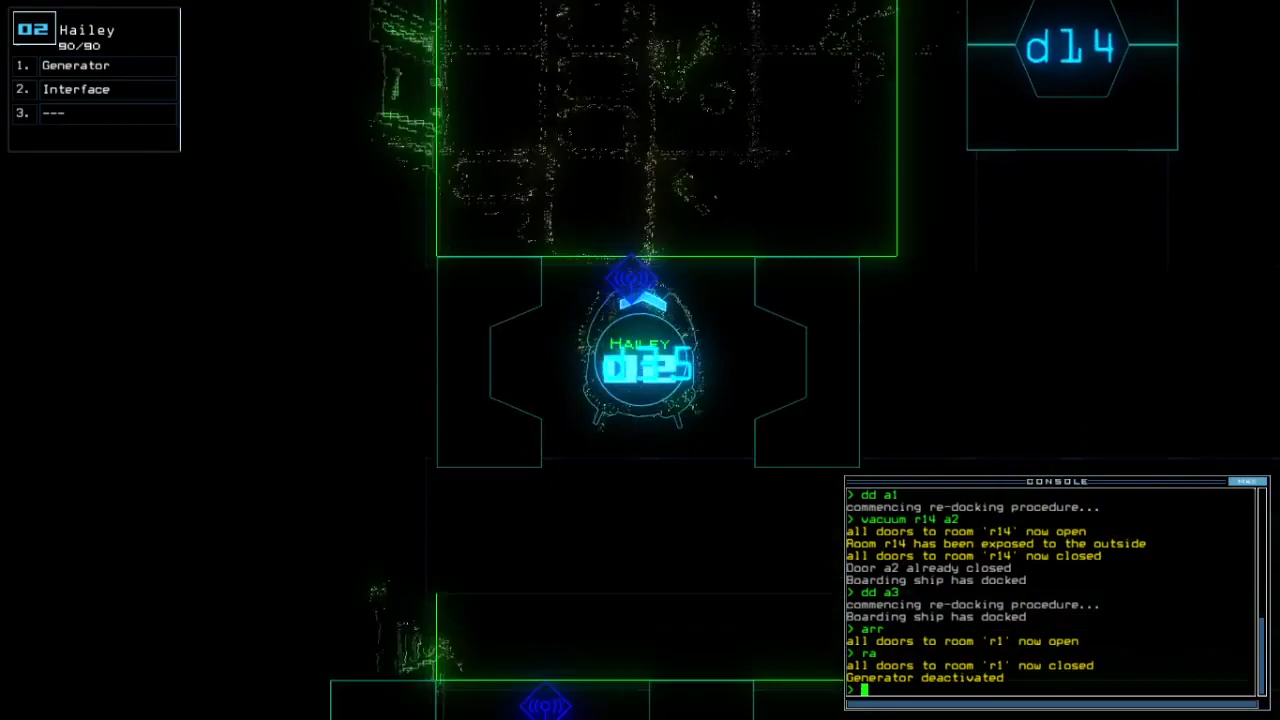 02 Hailey
90/90
1. Generator
2. Interface
3. ---
d14
HAILEY
CONSOLE
> dd a1
commencing re-docking procedure...
> vacuum r14 a2
all doors to room 'r14' now open
Room r14 has been exposed to the outside
all doors to room 'r14' now closed
Door a2 already closed
Boarding ship has docked
> dd a3
commencing re-docking procedure...
Boarding ship has docked
> arr
all doors to room 'r1' now open
> ra
all doors to room 'r1' now closed
Generator deactivated
>